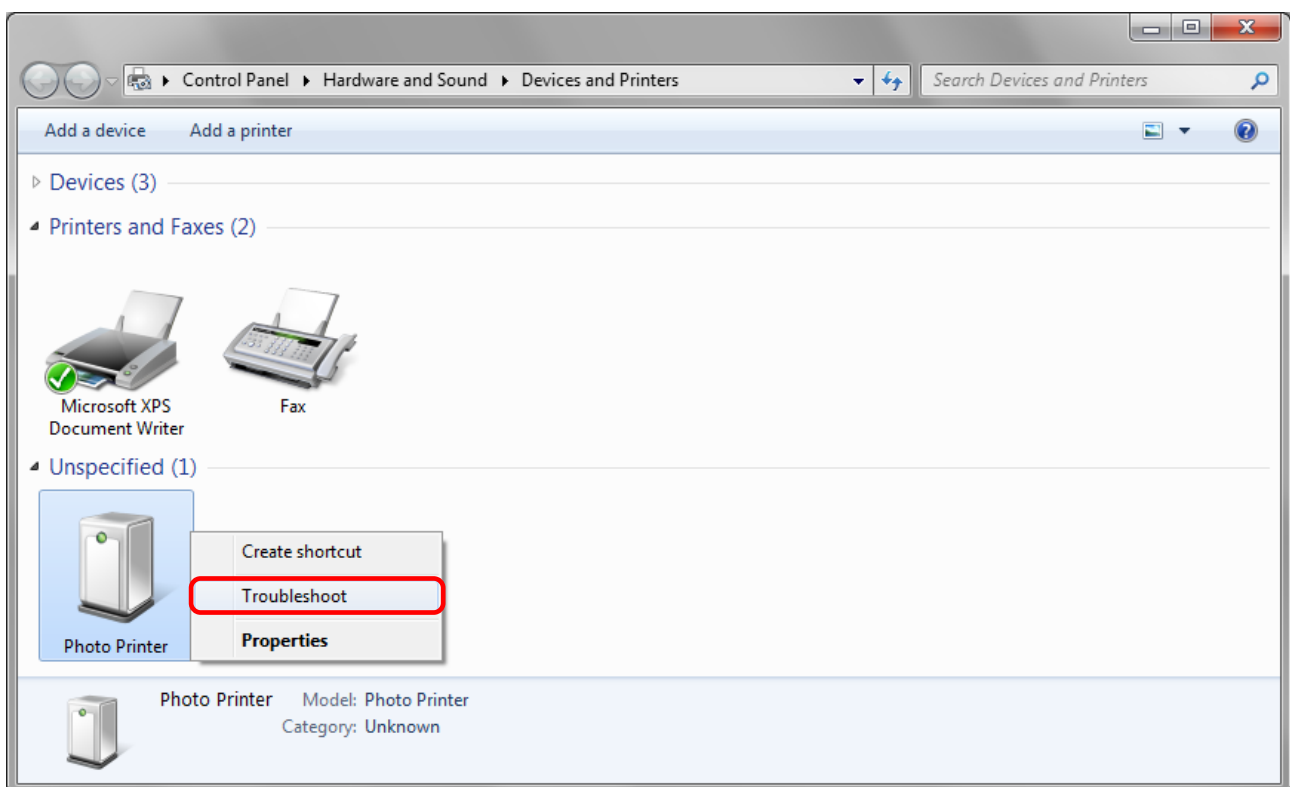 Control Panel Hardware and Sound Devices and Printers Search Devices and Printers
Add a device Add a printer
Devices (3)
Printers and Faxes (2)
Microsoft XPS
Document Writer
Fax
Unspecified (1)
Photo Printer
Create shortcut
Troubleshoot
Properties
Photo Printer Model: Photo Printer
Category: Unknown